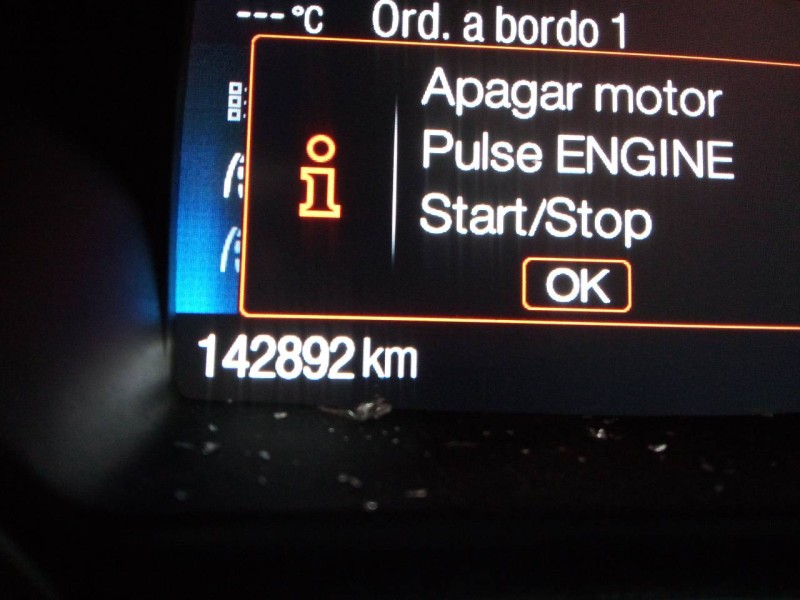 ---°C Ord. a bordo 1
Apagar motor
Pulse ENGINE
Start/Stop
OK
142892 km